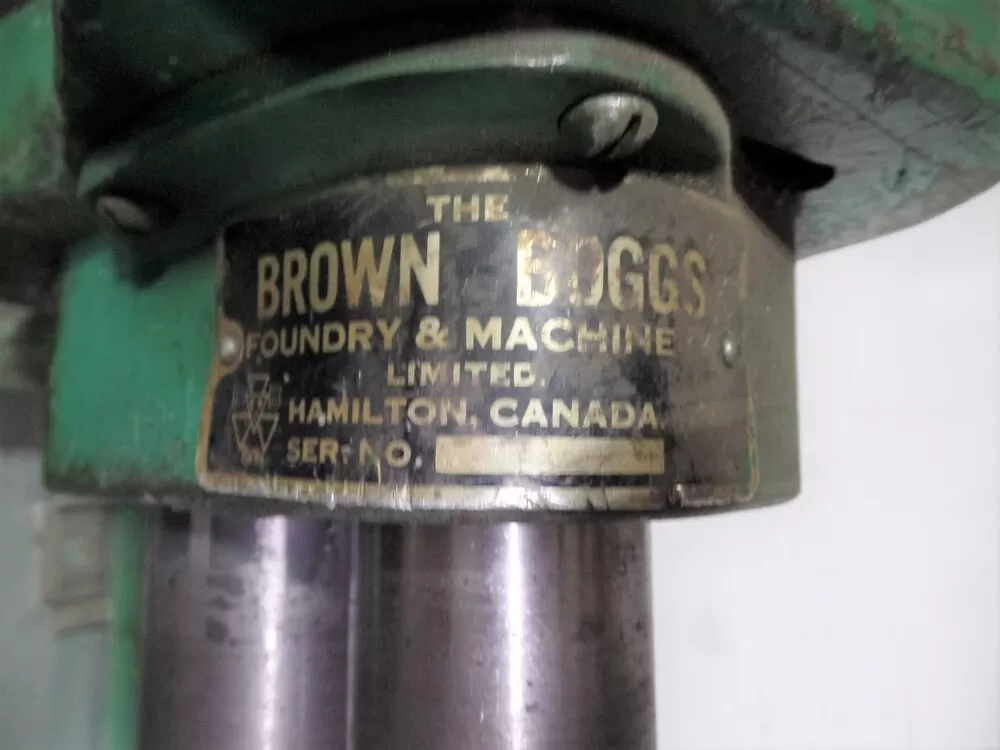 THE
BROWN BOGGS
FOUNDRY & MACHINE
LIMITED.
HAMILTON, CANADA.
SER. NO.